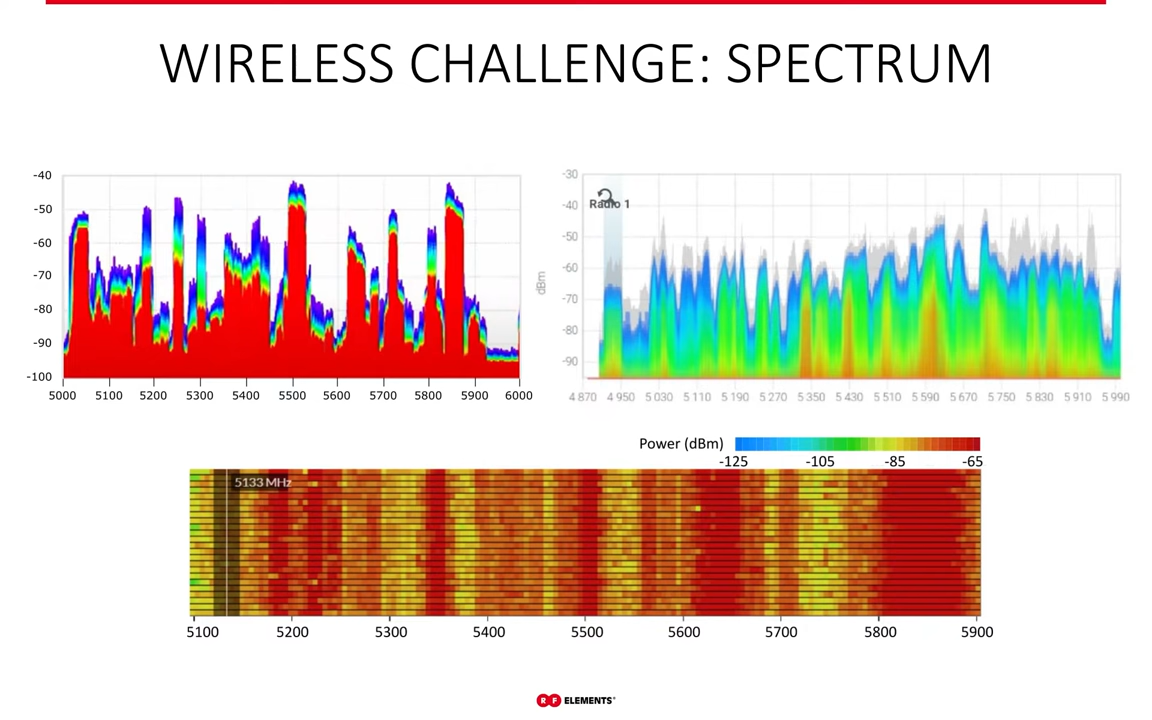 WIRELESS CHALLENGE: SPECTRUM
-40
-50
-60
-70
-80
-90
-100
5000 5100 5200 5300 5400 5500 5600 5700 5800 5900 6000
-30
-40
-50
-60
-70
-80
-90
dBm
Radio 1
4 870 4 950 5 030 5 110 5 190 5 270 5 350 5 430 5 510 5 590 5 670 5 750 5 830 5 910 5 990
Power (dBm)
-125 -105 -85 -65
5133 MHz
5100 5200 5300 5400 5500 5600 5700 5800 5900
RF ELEMENTS®